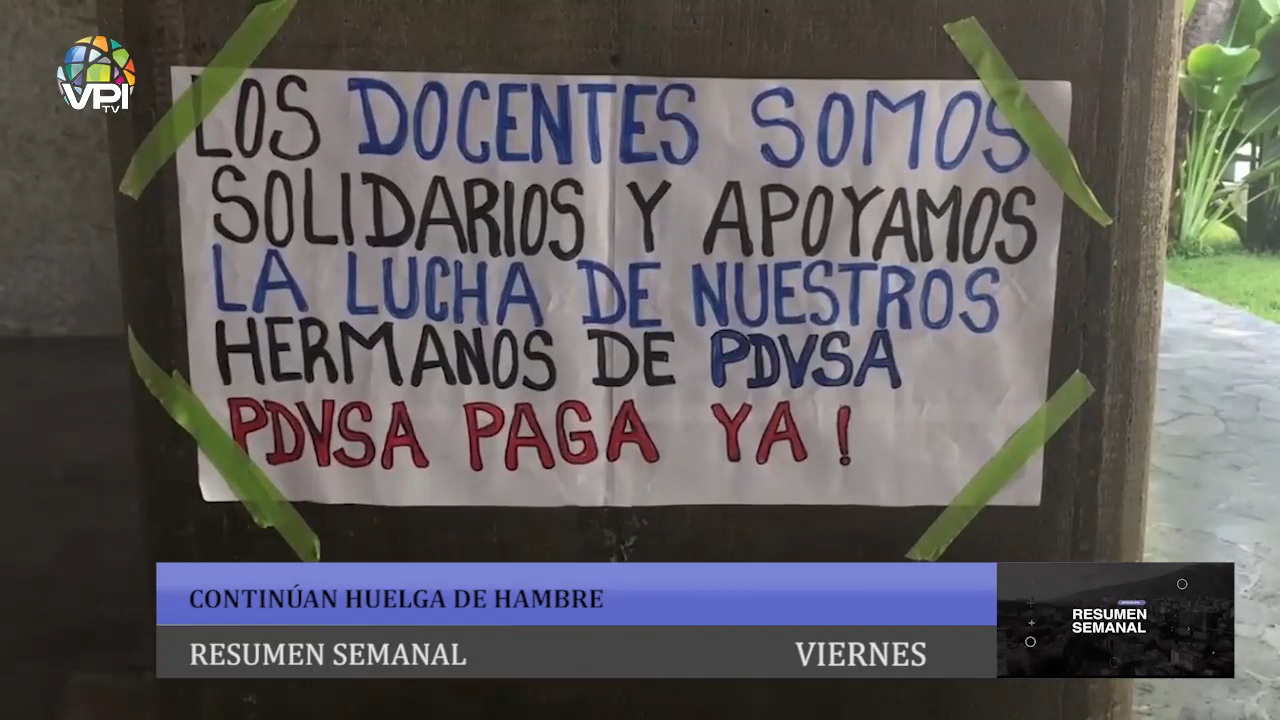 VPI
TV
LOS DOCENTES SOMOS
SOLIDARIOS Y APOYAMOS
LA LUCHA DE NUESTROS
HERMANOS DE PDVSA
PDVSA PAGA YA!
CONTINÚAN HUELGA DE HAMBRE
RESUMEN SEMANAL VIERNES
RESUMEN
SEMANAL